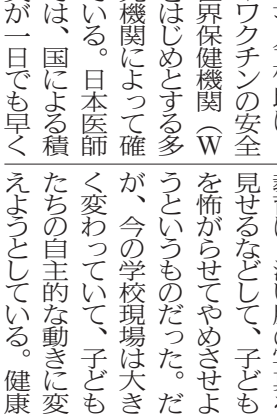 ワクチンの安全
界保健機関（W
をはじめとする多
機関によって確
ている。日本医師
は、国による積
が一日でも早く
見せるなどして、子ども
を怖がらせてやめさせよ
うというものだった。だ
が、今の学校現場は大き
く変わっていて、子ども
たちの自主的な動きに変
えようとしている。健康